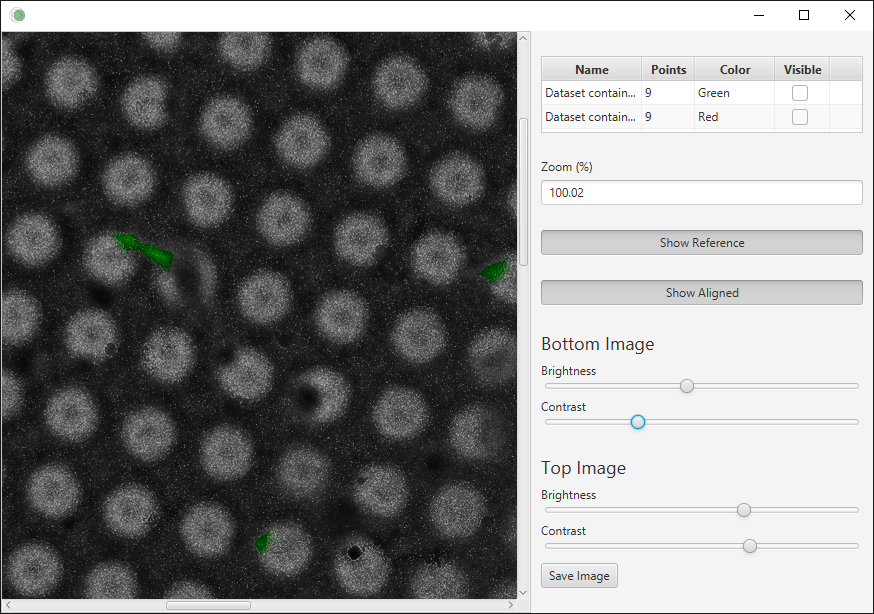 Name Points Color Visible
Dataset contain... 9 Green
Dataset contain... 9 Red
Zoom (%)
100.02
Show Reference
Show Aligned
Bottom Image
Brightness
Contrast
Top Image
Brightness
Contrast
Save Image